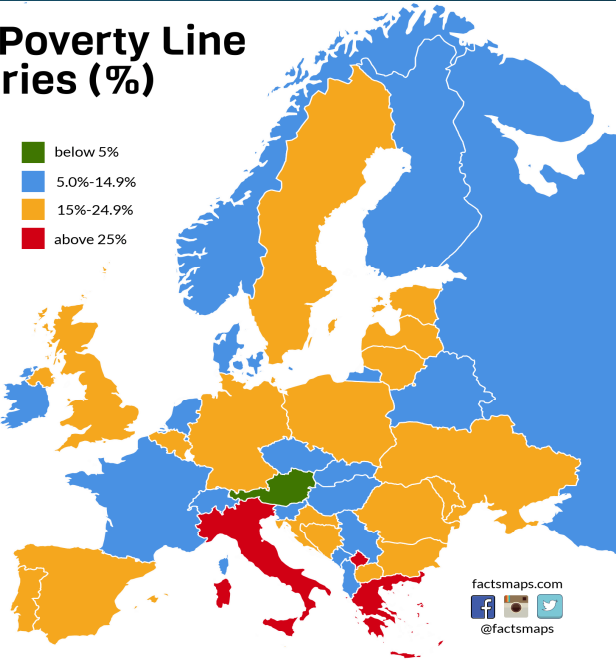 Poverty Line
ries (%)
below 5%
5.0%-14.9%
15%-24.9%
above 25%
factsmaps.com
@factsmaps